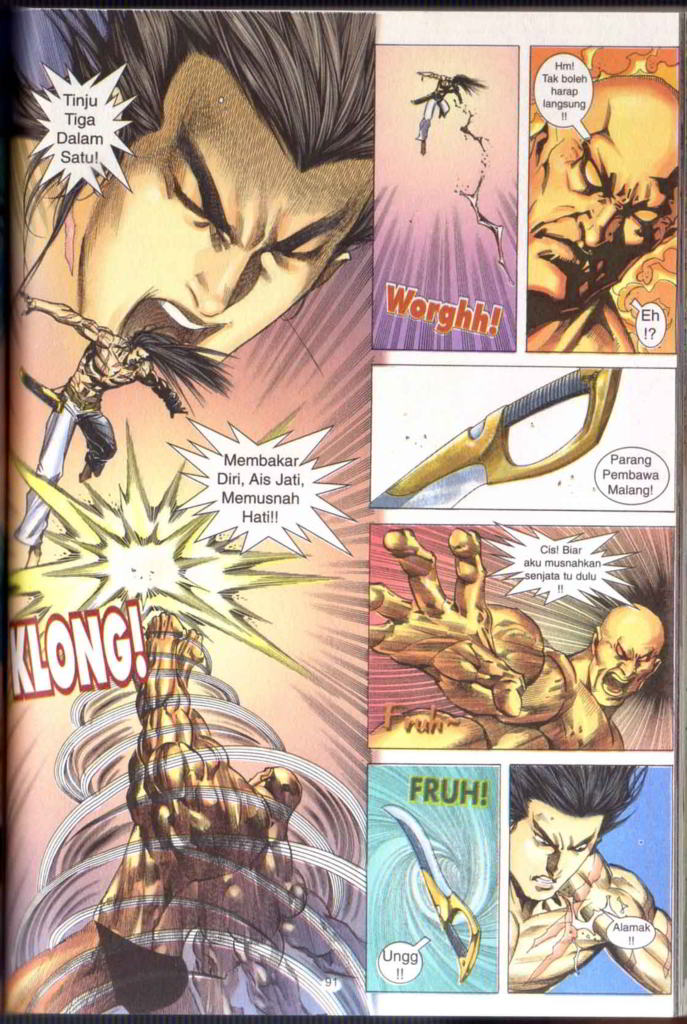 Tinju
Tiga
Dalam
Satu!
Membakar
Diri, Ais Jati,
Memusnah
Hati!!
KLONG!
Worghh!
Hm!
Tak boleh
harap
langsung
!!
Eh
!?
Parang
Pembawa
Malang!
Cis! Biar
aku musnahkan
senjata tu dulu
!!
Fruh~
FRUH!
Ungg
!!
Alamak
!!
91